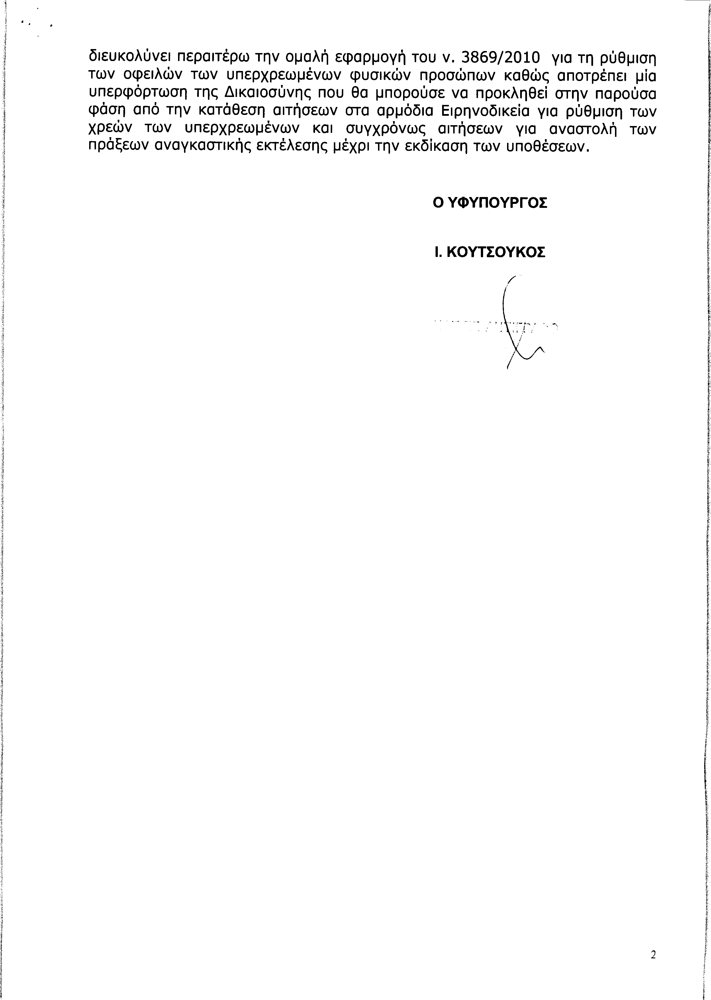 διευκολύνει περαιτέρω την ομαλή εφαρμογή του ν. 3869/2010 για τη ρύθμιση
των οφειλών των υπερχρεωμένων φυσικών προσώπων καθώς αποτρέπει μία
υπερφόρτωση της Δικαιοσύνης που θα μπορούσε να προκληθεί στην παρούσα
φάση από την κατάθεση αιτήσεων στα αρμόδια Ειρηνοδικεία για ρύθμιση των
χρεών των υπερχρεωμένων και συγχρόνως αιτήσεων για αναστολή των
πράξεων αναγκαστικής εκτέλεσης μέχρι την εκδίκαση των υποθέσεων.
Ο ΥΦΥΠΟΥΡΓΟΣ
Ι. ΚΟΥΤΣΟΥΚΟΣ
2